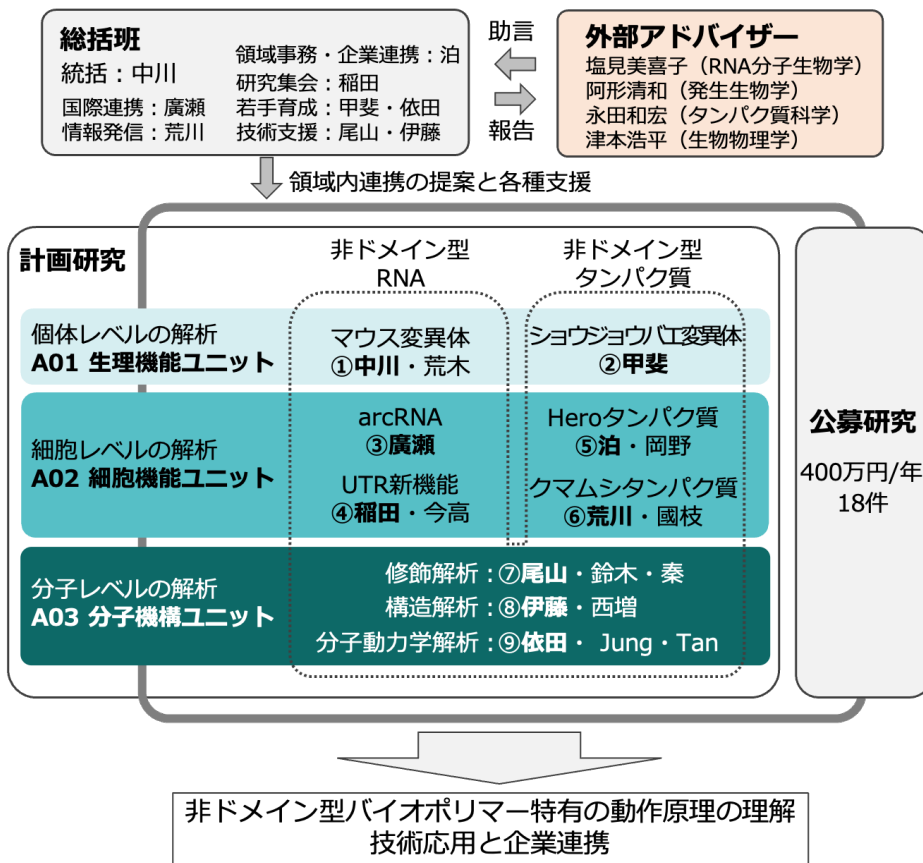 総括班
統括：中川
国際連携：廣瀬
情報発信：荒川
領域事務・企業連携：泊
研究集会：稲田
若手育成：甲斐・依田
技術支援：尾山・伊藤
助言
報告
外部アドバイザー
塩見美喜子（RNA分子生物学）
阿形清和（発生生物学）
永田和宏（タンパク質科学）
津本浩平（生物物理学）
領域内連携の提案と各種支援
計画研究
非ドメイン型
RNA
非ドメイン型
タンパク質
個体レベルの解析
A01 生理機能ユニット
マウス変異体
①中川・荒木
ショウジョウバエ変異体
②甲斐
細胞レベルの解析
A02 細胞機能ユニット
arcRNA
③廣瀬
UTR新機能
④稲田・今高
Heroタンパク質
⑤泊・岡野
クマムシタンパク質
⑥荒川・國枝
分子レベルの解析
A03 分子機構ユニット
修飾解析：⑦尾山・鈴木・秦
構造解析：⑧伊藤・西増
分子動力学解析：⑨依田・ Jung・Tan
公募研究
400万円/年
18件
非ドメイン型バイオポリマー特有の動作原理の理解
技術応用と企業連携